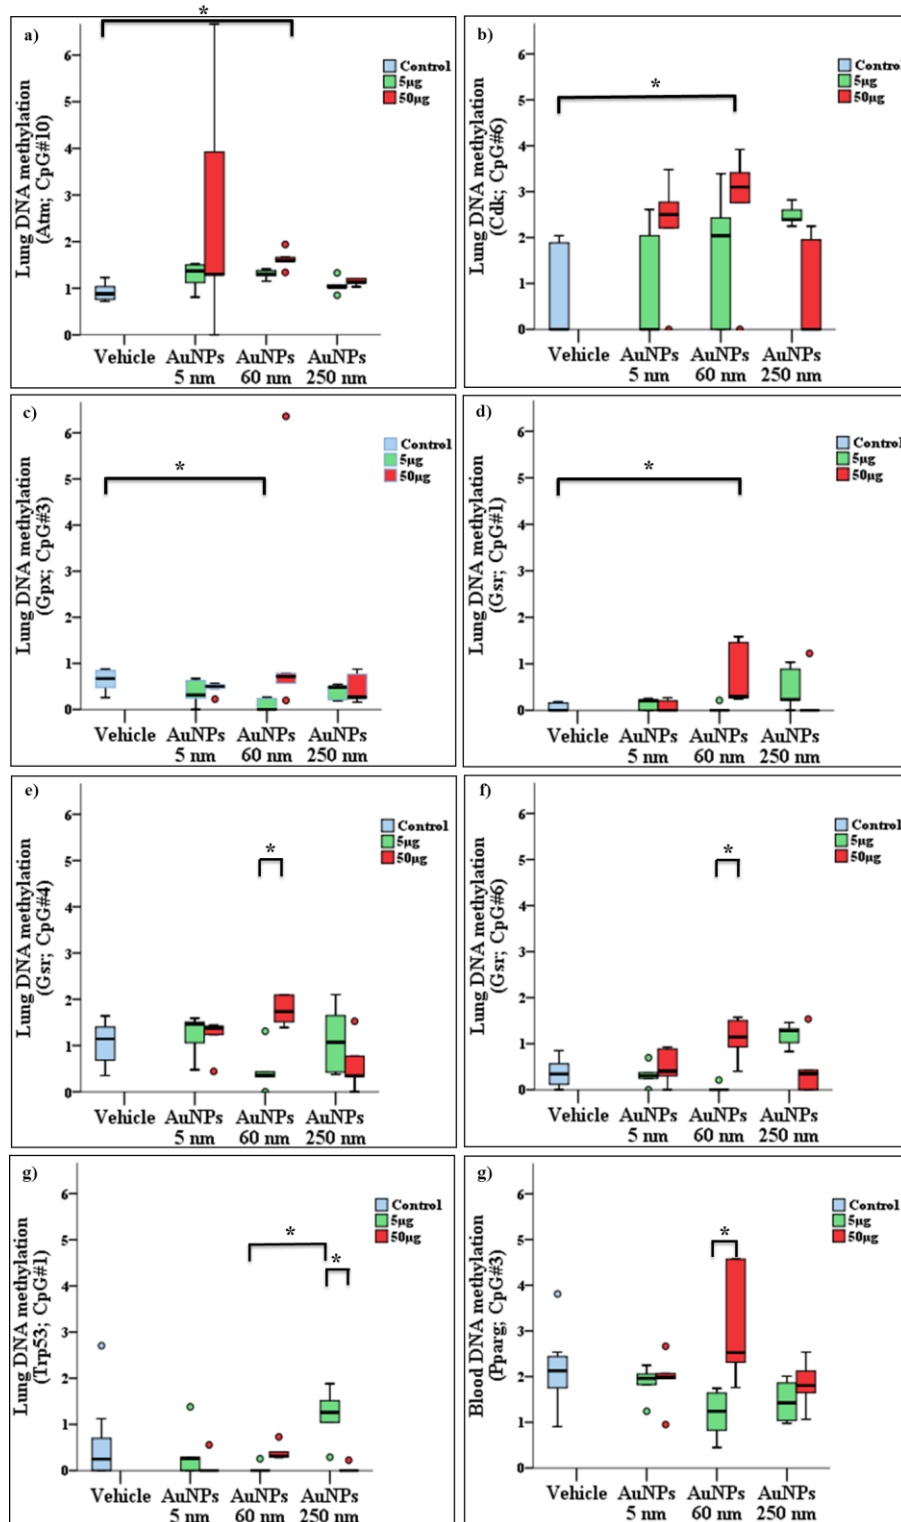 a)
*
Control
5μg
50μg
Lung DNA methylation
(Atm; CpG#10)
6
5
4
3
2
1
0
Vehicle AuNPs AuNPs AuNPs
5 nm 60 nm 250 nm
b)
*
Control
5μg
50μg
Lung DNA methylation
(Cdk; CpG#6)
6
5
4
3
2
1
0
Vehicle AuNPs AuNPs AuNPs
5 nm 60 nm 250 nm
c)
*
Control
5μg
50μg
Lung DNA methylation
(Gpx; CpG#3)
6
5
4
3
2
1
0
Vehicle AuNPs AuNPs AuNPs
5 nm 60 nm 250 nm
d)
*
Control
5μg
50μg
Lung DNA methylation
(Gsr; CpG#1)
6
5
4
3
2
1
0
Vehicle AuNPs AuNPs AuNPs
5 nm 60 nm 250 nm
e)
*
Control
5μg
50μg
Lung DNA methylation
(Gsr; CpG#4)
6
5
4
3
2
1
0
Vehicle AuNPs AuNPs AuNPs
5 nm 60 nm 250 nm
f)
*
Control
5μg
50μg
Lung DNA methylation
(Gsr; CpG#6)
6
5
4
3
2
1
0
Vehicle AuNPs AuNPs AuNPs
5 nm 60 nm 250 nm
g)
*
*
Control
5μg
50μg
Lung DNA methylation
(Trp53; CpG#1)
6
5
4
3
2
1
0
Vehicle AuNPs AuNPs AuNPs
5 nm 60 nm 250 nm
g)
*
Control
5μg
50μg
Blood DNA methylation
(Pparg; CpG#3)
6
5
4
3
2
1
0
Vehicle AuNPs AuNPs AuNPs
5 nm 60 nm 250 nm